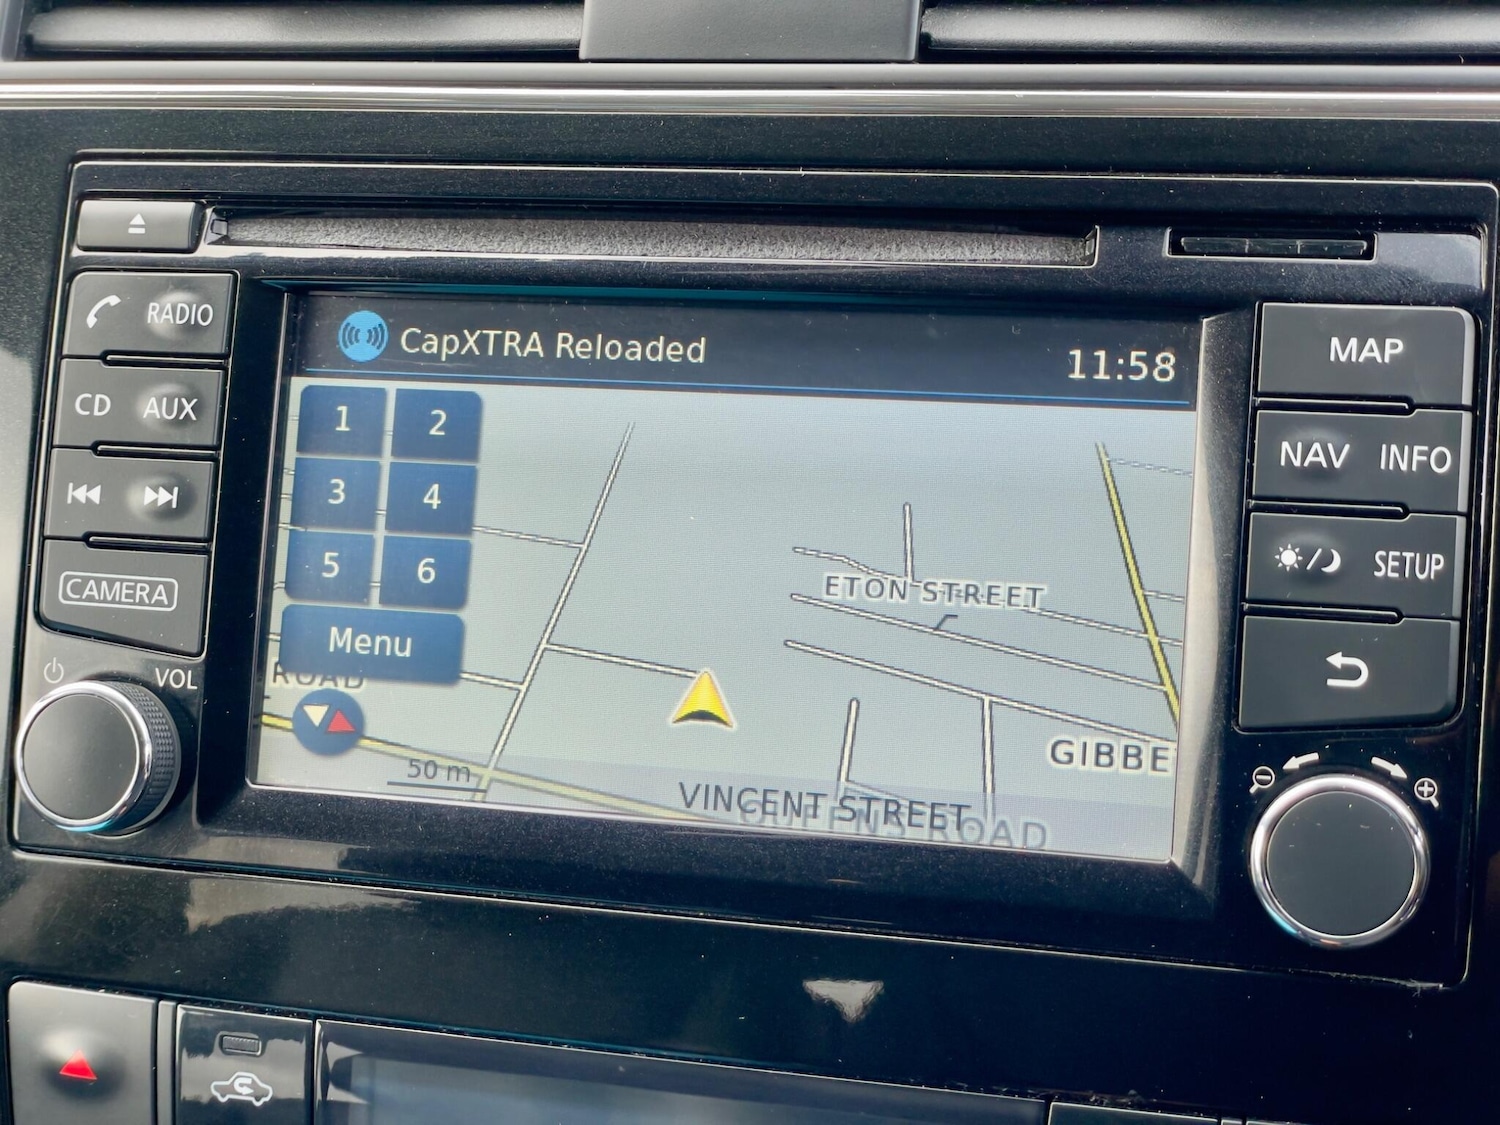 RADIO
CD AUX
CAMERA
VOL
CapXTRA Reloaded
11:58
1 2
3 4
5 6
Menu
ROAD
50 m
ETON STREET
GIBBE
VINCENT STREET
QUEENS ROAD
MAP
NAV INFO
SETUP